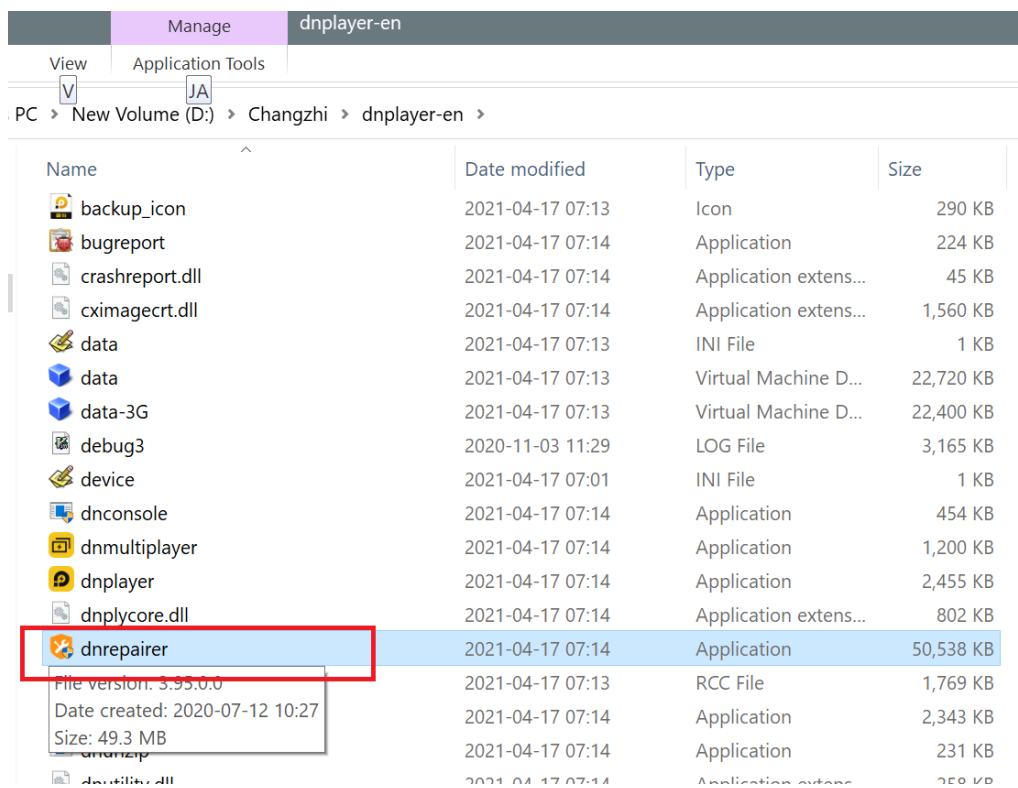 Manage dnplayer-en
View Application Tools
V JA
PC > New Volume (D:) > Changzhi > dnplayer-en >
Name Date modified Type Size
backup_icon 2021-04-17 07:13 Icon 290 KB
bugreport 2021-04-17 07:14 Application 224 KB
crashreport.dll 2021-04-17 07:14 Application extens... 45 KB
cximagecrt.dll 2021-04-17 07:14 Application extens... 1,560 KB
data 2021-04-17 07:13 INI File 1 KB
data 2021-04-17 07:13 Virtual Machine D... 22,720 KB
data-3G 2021-04-17 07:13 Virtual Machine D... 22,400 KB
debug3 2020-11-03 11:29 LOG File 3,165 KB
device 2021-04-17 07:01 INI File 1 KB
dnconsole 2021-04-17 07:14 Application 454 KB
dnmultiplayer 2021-04-17 07:14 Application 1,200 KB
dnplayer 2021-04-17 07:14 Application 2,455 KB
dnplycore.dll 2021-04-17 07:14 Application extens... 802 KB
dnrepairer 2021-04-17 07:14 Application 50,538 KB
File version: 3.95.0.0 2021-04-17 07:13 RCC File 1,769 KB
Date created: 2020-07-12 10:27 2021-04-17 07:14 Application 2,343 KB
Size: 49.3 MB
dnunzip 2021-04-17 07:14 Application 231 KB
dnutility.dll 2021-04-17 07:14 Application extens... 258 KB